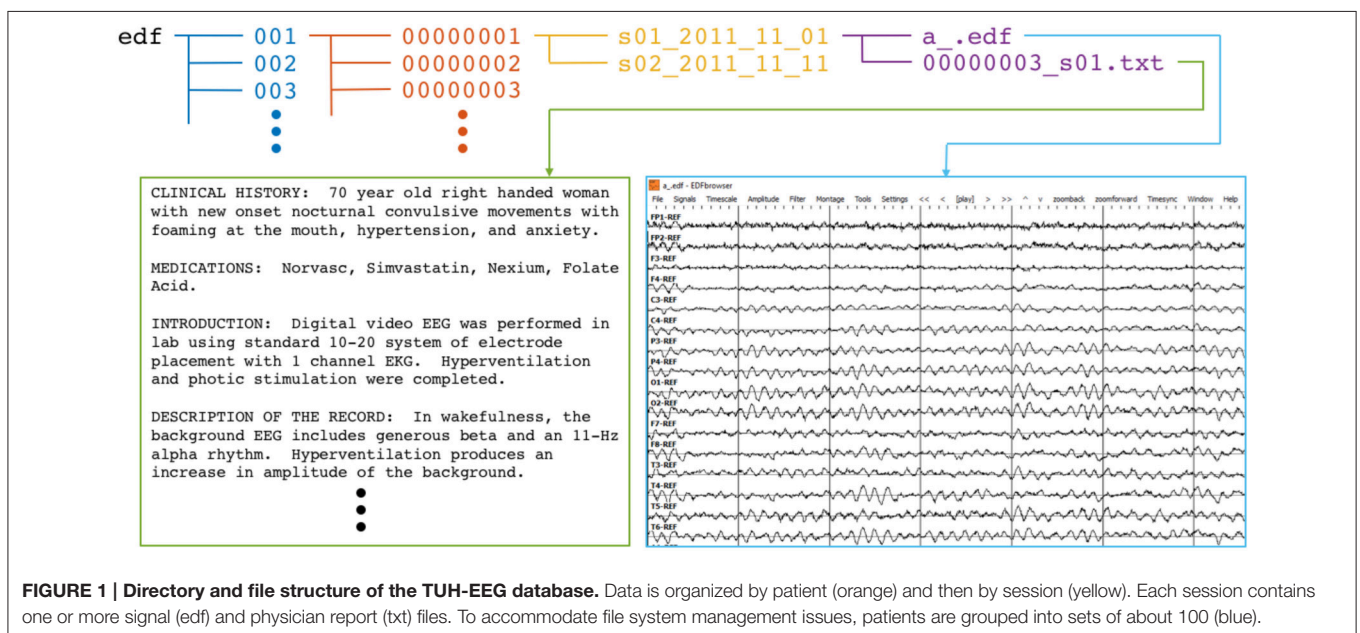 edf 001 00000001 s01_2011_11_01 a_.edf
002 00000002 s02_2011_11_11 00000003_s01.txt
003 00000003
CLINICAL HISTORY: 70 year old right handed woman
with new onset nocturnal convulsive movements with
foaming at the mouth, hypertension, and anxiety.
MEDICATIONS: Norvasc, Simvastatin, Nexium, Folate
Acid.
INTRODUCTION: Digital video EEG was performed in
lab using standard 10-20 system of electrode
placement with 1 channel EKG. Hyperventilation
and photic stimulation were completed.
DESCRIPTION OF THE RECORD: In wakefulness, the
background EEG includes generous beta and an 11-Hz
alpha rhythm. Hyperventilation produces an
increase in amplitude of the background.
a_.edf - EDFbrowser
File Signals Timescale Amplitude Filter Montage Tools Settings << < [play] > >> ^ v zoomback zoomforward Timesync Window Help
FP1-REF
FP2-REF
F3-REF
F4-REF
C3-REF
C4-REF
P3-REF
P4-REF
O1-REF
O2-REF
F7-REF
F8-REF
T3-REF
T4-REF
T5-REF
T6-REF
FIGURE 1 | Directory and file structure of the TUH-EEG database. Data is organized by patient (orange) and then by session (yellow). Each session contains
one or more signal (edf) and physician report (txt) files. To accommodate file system management issues, patients are grouped into sets of about 100 (blue).